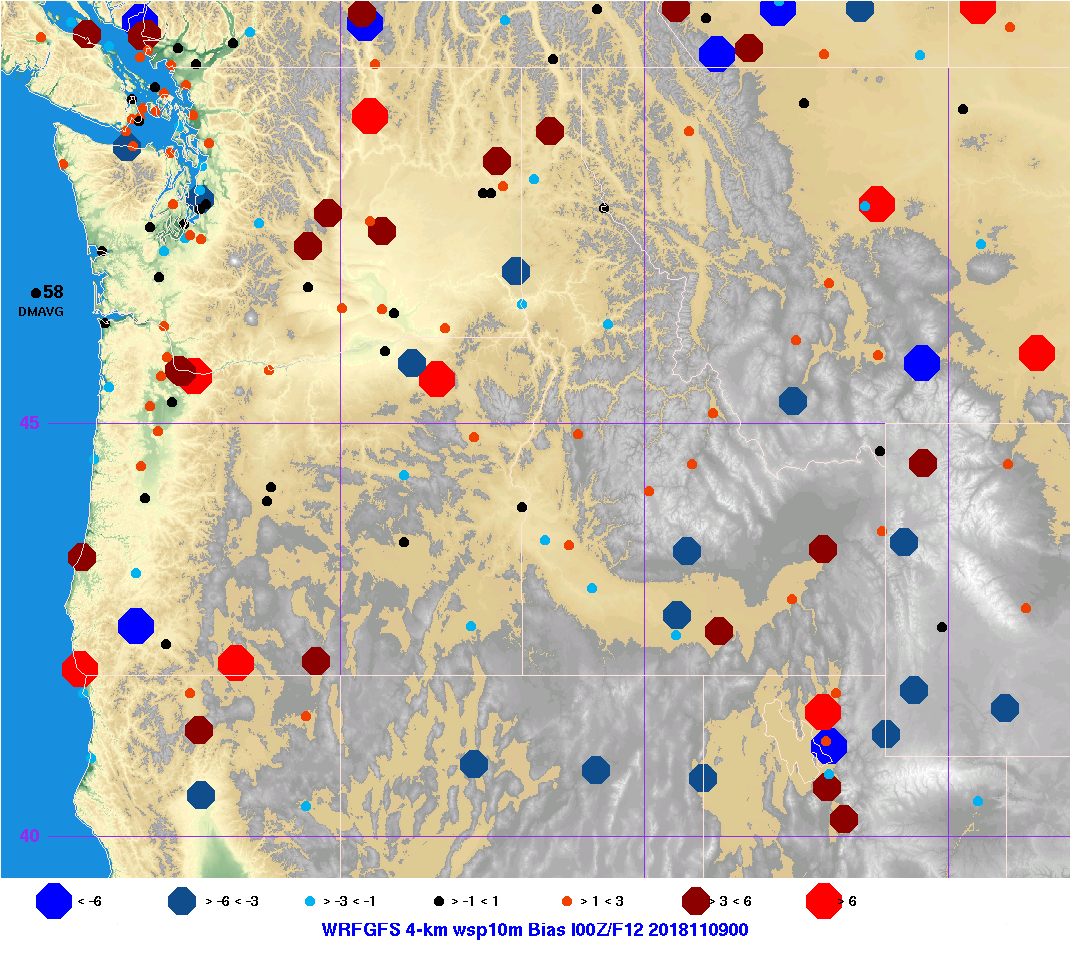 58
DMAVG
45
40
< -6
> -6 < -3
> -3 < -1
> -1 < 1
> 1 < 3
> 3 < 6
> 6
WRFGFS 4-km wsp10m Bias I00Z/F12 2018110900